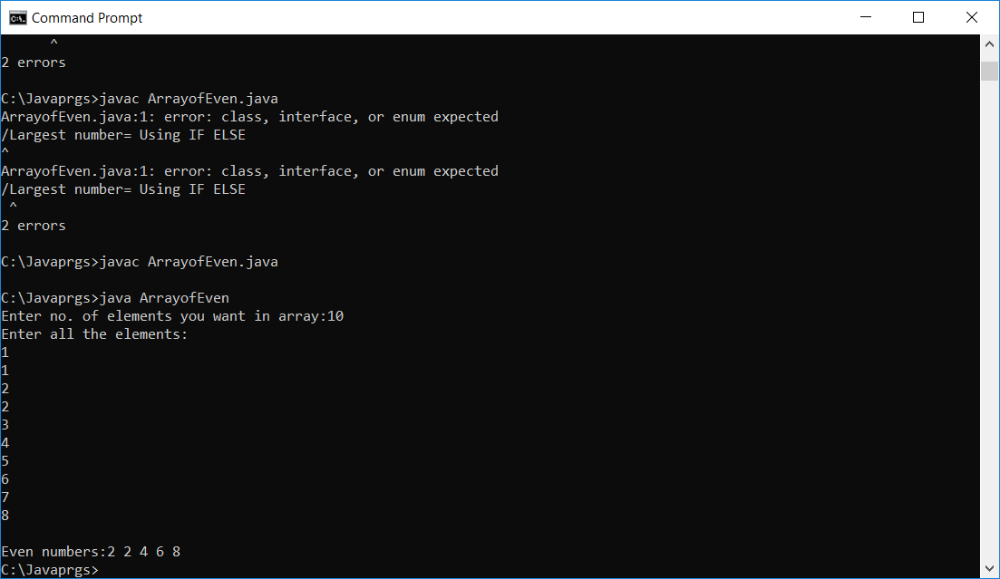 Command Prompt
^
2 errors
C:\Javaprgs>javac ArrayofEven.java
ArrayofEven.java:1: error: class, interface, or enum expected
/Largest number= Using IF ELSE
^
ArrayofEven.java:1: error: class, interface, or enum expected
/Largest number= Using IF ELSE
^
2 errors
C:\Javaprgs>javac ArrayofEven.java
C:\Javaprgs>java ArrayofEven
Enter no. of elements you want in array:10
Enter all the elements:
1
1
2
2
3
4
5
6
7
8
Even numbers:2 2 4 6 8
C:\Javaprgs>